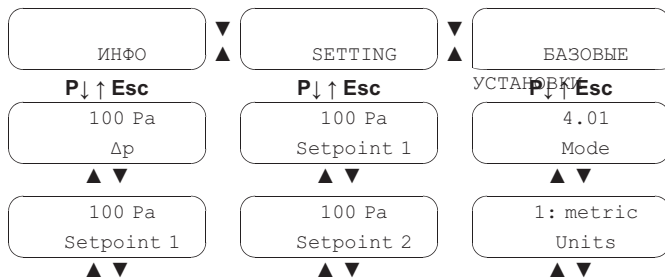 ▼ ▼
ИНФО ▲ SETTING ▲ БАЗОВЫЕ
УСТАНОВКИ
P↓ ↑ Esc P↓ ↑ Esc P↓ ↑ Esc
100 Pa 100 Pa 4.01
Δp Setpoint 1 Mode
▲ ▼ ▲ ▼ ▲ ▼
100 Pa 100 Pa 1: metric
Setpoint 1 Setpoint 2 Units
▲ ▼ ▲ ▼ ▲ ▼